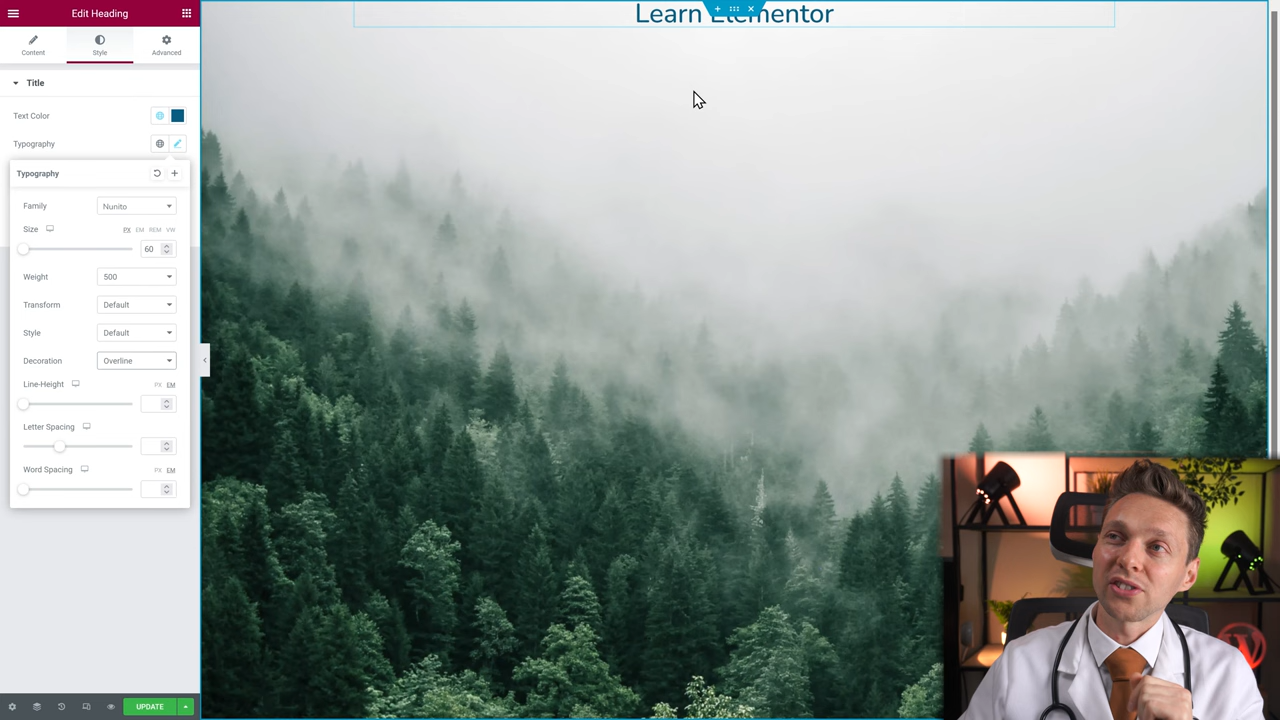 Edit Heading
Learn Elementor
Content
Style
Advanced
Title
Text Color
Typography
Typography
Family
Nunito
Size
PX EM REM VW
60
Weight
500
Transform
Default
Style
Default
Decoration
Overline
Line-Height
PX EM
Letter Spacing
Word Spacing
PX EM
UPDATE